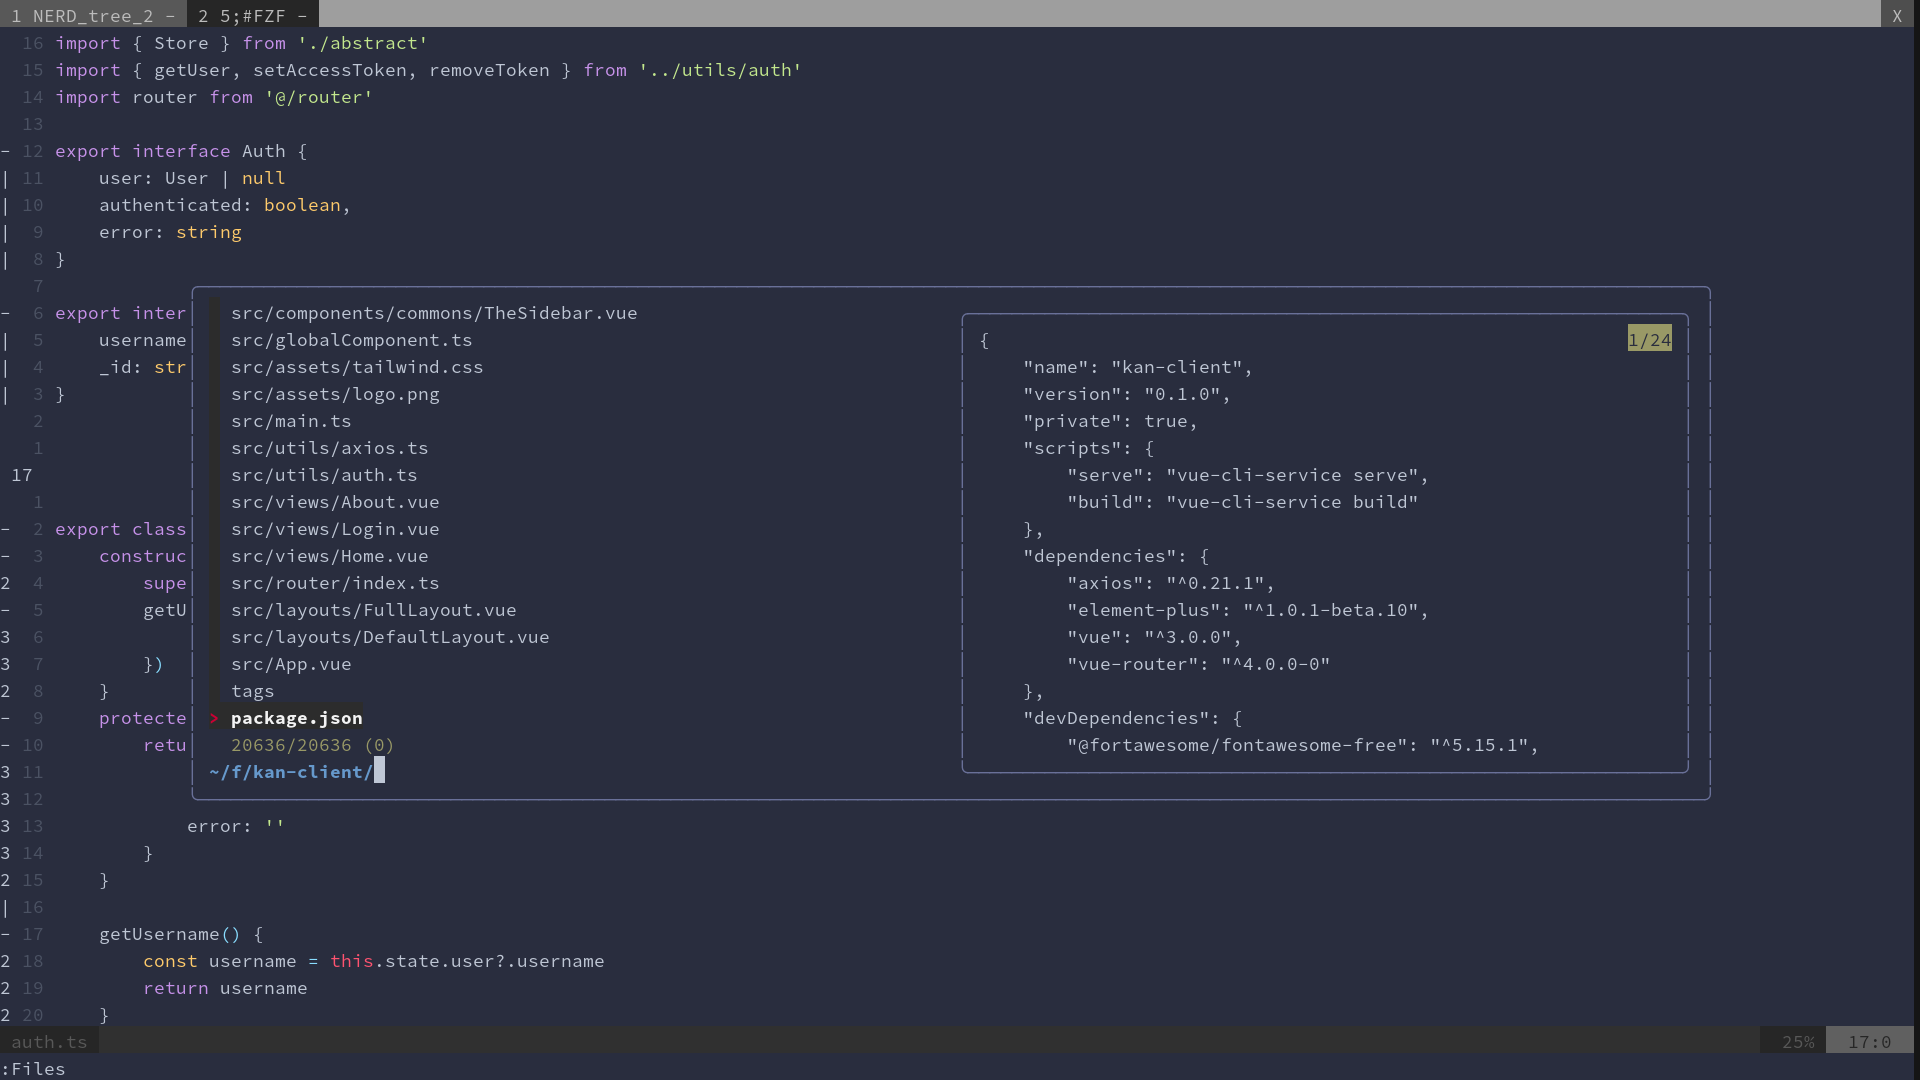 1 NERD_tree_2 - 2 5;#FZF - X
16 import { Store } from './abstract'
15 import { getUser, setAccessToken, removeToken } from '../utils/auth'
14 import router from '@/router'
13
- 12 export interface Auth {
| 11 user: User | null
| 10 authenticated: boolean,
| 9 error: string
| 8 }
7
- 6 export inter
| 5 username
| 4 _id: str
| 3 }
2
1
17
1
- 2 export class
- 3 construc
2 4 supe
- 5 getU
3 6
3 7 })
2 8 }
- 9 protecte
- 10 retu
3 11
3 12
3 13 error: ''
3 14 }
2 15 }
| 16
- 17 getUsername() {
2 18 const username = this.state.user?.username
2 19 return username
2 20 }
src/components/commons/TheSidebar.vue
src/globalComponent.ts
src/assets/tailwind.css
src/assets/logo.png
src/main.ts
src/utils/axios.ts
src/utils/auth.ts
src/views/About.vue
src/views/Login.vue
src/views/Home.vue
src/router/index.ts
src/layouts/FullLayout.vue
src/layouts/DefaultLayout.vue
src/App.vue
tags
> package.json
20636/20636 (0)
~/f/kan-client/
{ 1/24
"name": "kan-client",
"version": "0.1.0",
"private": true,
"scripts": {
"serve": "vue-cli-service serve",
"build": "vue-cli-service build"
},
"dependencies": {
"axios": "^0.21.1",
"element-plus": "^1.0.1-beta.10",
"vue": "^3.0.0",
"vue-router": "^4.0.0-0"
},
"devDependencies": {
"@fortawesome/fontawesome-free": "^5.15.1",
auth.ts 25% 17:0
:Files